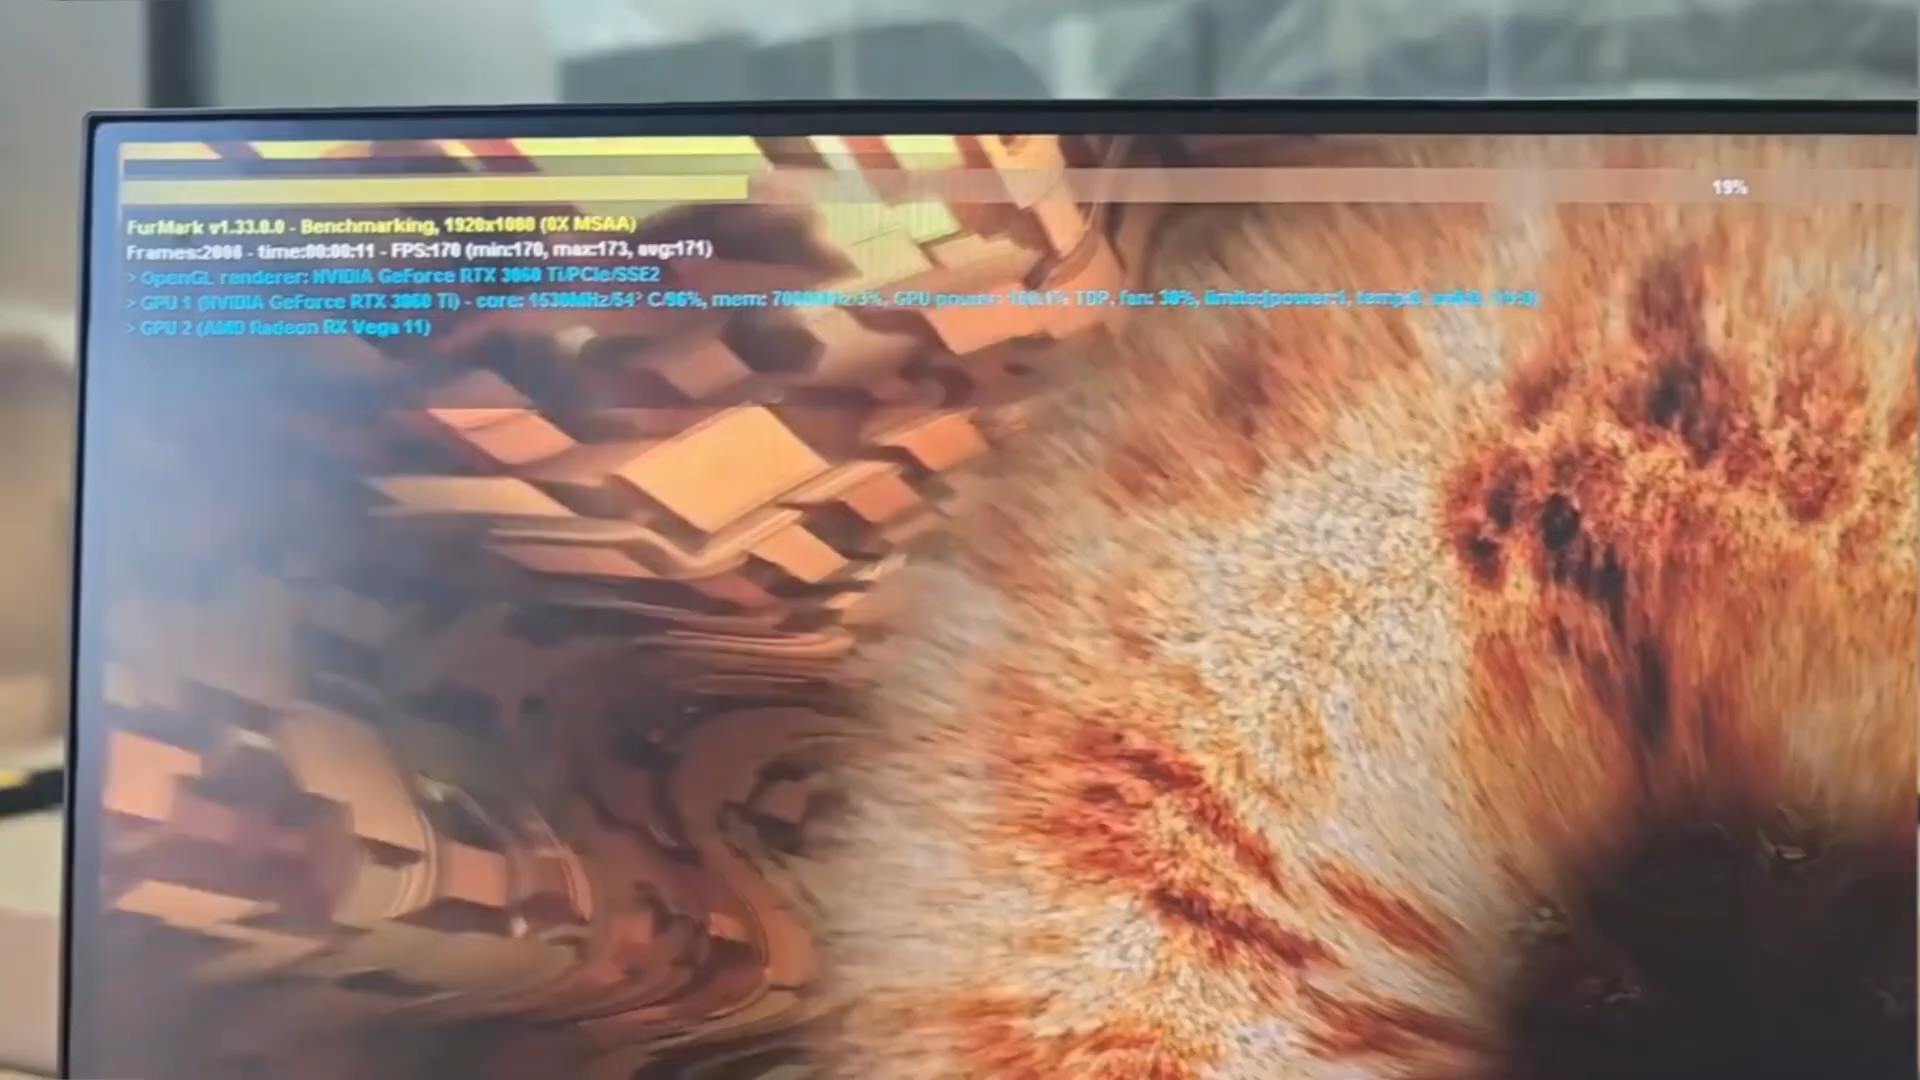 19%
FurMark v1.33.0.0 - Benchmarking, 1920x1080 (0X MSAA)
Frames:2008 - time:00:00:11 - FPS:170 (min:170, max:173, avg:171)
> OpenGL renderer: NVIDIA GeForce RTX 3060 Ti/PCIe/SSE2
> GPU 1 (NVIDIA GeForce RTX 3060 Ti) - core: 1530MHz/54° C/96%, mem: GPU power: TDP, fan: 30%, limits:[power:1,
> GPU 2 (AMD Radeon RX Vega 11)